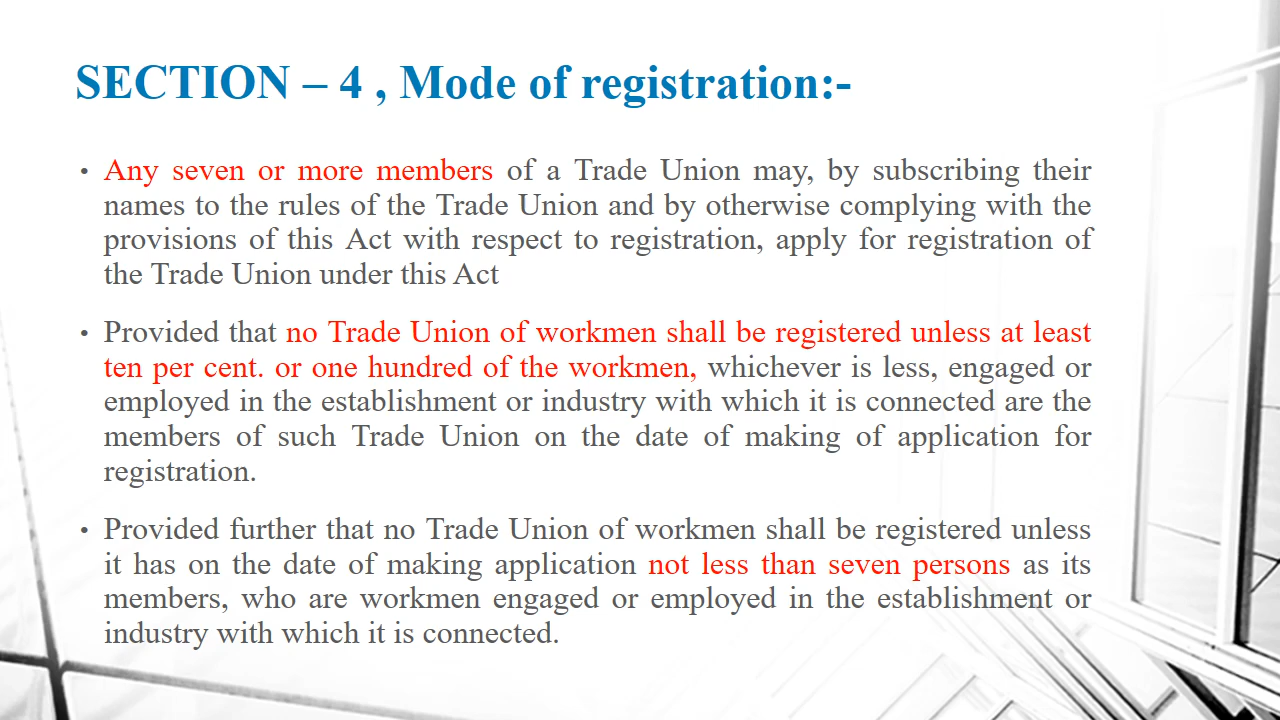 SECTION – 4 , Mode of registration:-
• Any seven or more members of a Trade Union may, by subscribing their
names to the rules of the Trade Union and by otherwise complying with the
provisions of this Act with respect to registration, apply for registration of
the Trade Union under this Act
• Provided that no Trade Union of workmen shall be registered unless at least
ten per cent. or one hundred of the workmen, whichever is less, engaged or
employed in the establishment or industry with which it is connected are the
members of such Trade Union on the date of making of application for
registration.
• Provided further that no Trade Union of workmen shall be registered unless
it has on the date of making application not less than seven persons as its
members, who are workmen engaged or employed in the establishment or
industry with which it is connected.